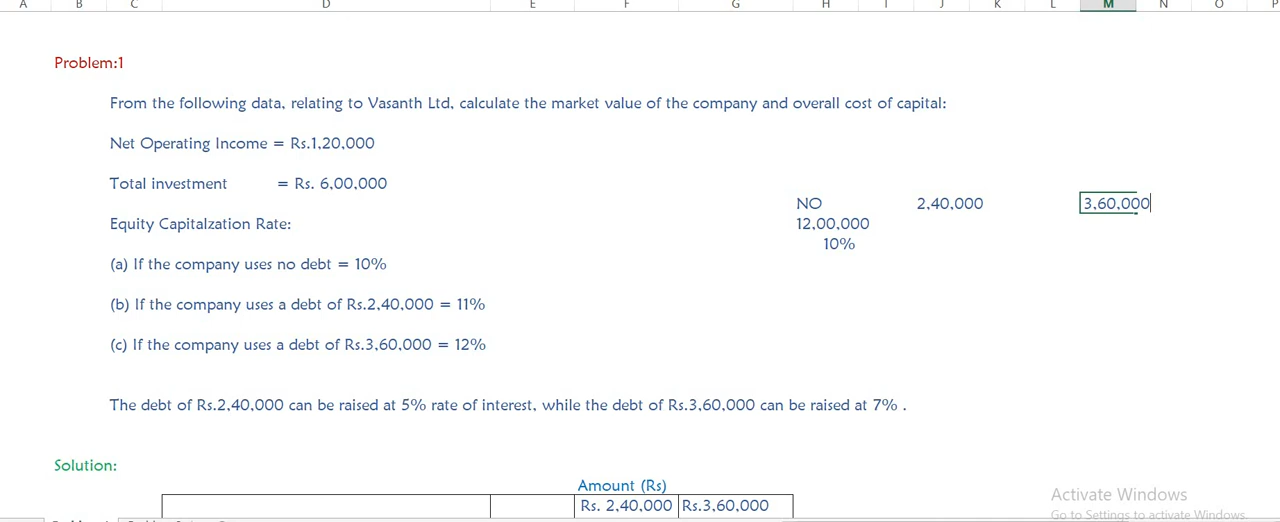 A B C D E F G H I J K L M N O P
Problem:1
From the following data, relating to Vasanth Ltd, calculate the market value of the company and overall cost of capital:
Net Operating Income = Rs.1,20,000
Total investment = Rs. 6,00,000
NO 2,40,000 3,60,000
Equity Capitalzation Rate:
12,00,000
10%
(a) If the company uses no debt = 10%
(b) If the company uses a debt of Rs.2,40,000 = 11%
(c) If the company uses a debt of Rs.3,60,000 = 12%
The debt of Rs.2,40,000 can be raised at 5% rate of interest, while the debt of Rs.3,60,000 can be raised at 7% .
Solution:
Amount (Rs)
Rs. 2,40,000 Rs.3,60,000
Activate Windows
Go to Settings to activate Windows.